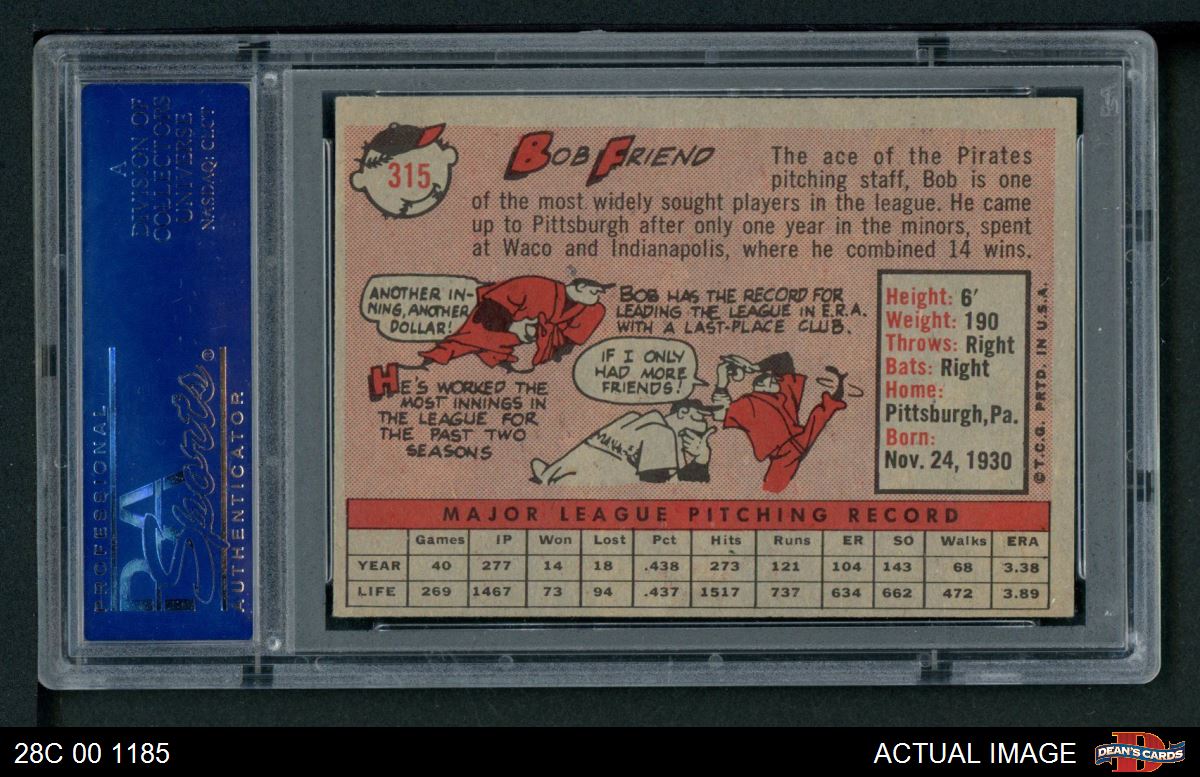 A
DIVISION OF
COLLECTORS
UNIVERSE
NASDAQ: CLCT
PROFESSIONAL
PSA
Sports®
AUTHENTICATOR
315
BOB FRIEND
The ace of the Pirates
pitching staff, Bob is one
of the most widely sought players in the league. He came
up to Pittsburgh after only one year in the minors, spent
at Waco and Indianapolis, where he combined 14 wins.
ANOTHER IN-
NING, ANOTHER
DOLLAR!
BOB HAS THE RECORD FOR
LEADING THE LEAGUE IN E.R.A.
WITH A LAST-PLACE CLUB.
HE'S WORKED THE
MOST INNINGS IN
THE LEAGUE FOR
THE PAST TWO
SEASONS
IF I ONLY
HAD MORE
FRIENDS!
Height: 6'
Weight: 190
Throws: Right
Bats: Right
Home:
Pittsburgh, Pa.
Born:
Nov. 24, 1930
© T.C.G. PRTD. IN U.S.A.
MAJOR LEAGUE PITCHING RECORD
Games IP Won Lost Pct Hits Runs ER SO Walks ERA
YEAR 40 277 14 18 .438 273 121 104 143 68 3.38
LIFE 269 1467 73 94 .437 1517 737 634 662 472 3.89
28C 00 1185
ACTUAL IMAGE
DEAN'S CARDS